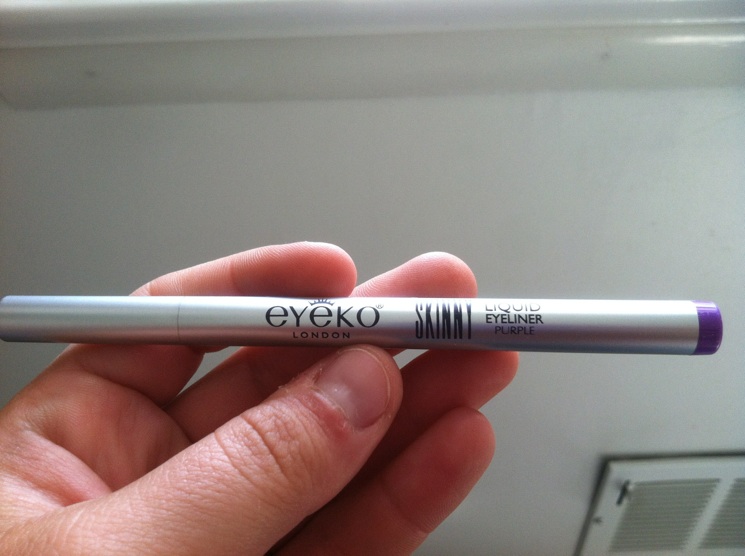 eyeko
LONDON
SKINNY
LIQUID
EYELINER
PURPLE